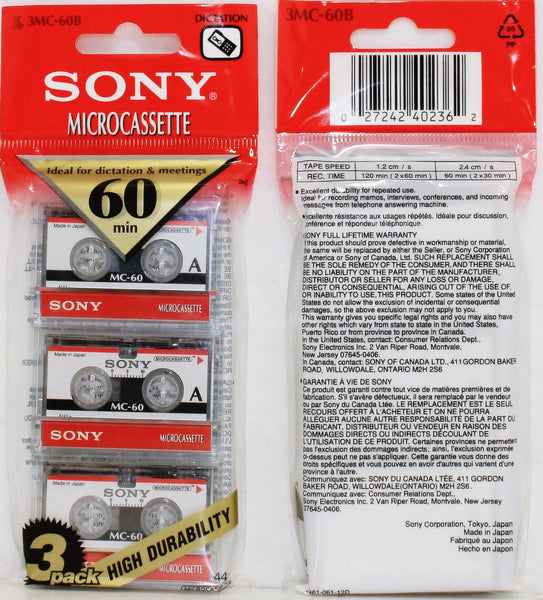 3MC-60B
DICTATION
SONY®
MICROCASSETTE
Ideal for dictation & meetings
60
min
Made in Japan
SONY
MICROCASSETTE
MC-60
A
SONY
MICROCASSETTE
Made in Japan
SONY
MICROCASSETTE
MC-60
A
SONY
MICROCASSETTE
Made in Japan
SONY
MICROCASSETTE
MC-60
3
pack
HIGH DURABILITY
44
3MC-60B
05
PP
0 27242 40236 2
TAPE SPEED 1.2 cm / s 2.4 cm / s
REC. TIME 120 min ( 2 x 60 min ) 60 min ( 2 x 30 min )
• Excellent durability for repeated use.
Ideal for recording memos, interviews, conferences, and incoming
messages from telephone answering machine.
• Excellente résistance aux usages répétés. Idéale pour discussion,
conférence et répondeur téléphonique.
SONY FULL LIFETIME WARRANTY
If this product should prove defective in workmanship or material,
the same will be replaced by either the Seller, or Sony Corporation
of America or Sony of Canada, Ltd. SUCH REPLACEMENT SHALL
BE THE SOLE REMEDY OF THE CONSUMER, AND THERE SHALL
BE NO LIABILITY ON THE PART OF THE MANUFACTURER,
DISTRIBUTOR OR SELLER FOR ANY LOSS OR DAMAGE,
DIRECT OR CONSEQUENTIAL, ARISING OUT OF THE USE OF,
OR INABILITY TO USE,THIS PRODUCT. Some states of the United
States do not allow the exclusion of incidental or consequential
damages, so the above exclusion may not apply to you.
This warranty gives you specific legal rights and you may also have
other rights which vary from state to state in the United States,
Puerto Rico or from province to province in Canada.
In the United States, contact: Consumer Relations Dept.,
Sony Electronics Inc. 2 Van Riper Road, Montvale,
New Jersey 07645-0406.
In Canada, contact: SONY OF CANADA LTD., 411 GORDON BAKER
ROAD, WILLOWDALE, ONTARIO M2H 2S6
•GARANTIE À VIE DE SONY
Le produit est garanti contre tout vice de matières premières et de
fabrication. S'il s'avère défectueux, il sera remplacé par le vendeur
ou par Sony du Canada Ltée. LE REMPLACEMENT EST LE SEUL
RECOURS OFFERT À L'ACHETEUR ET ON NE POURRA
ALLÉGUER AUCUNE AUTRE RESPONSABILITÉ DE LA PART DU
FABRICANT, DISTRIBUTEUR OU VENDEUR EN RAISON DES
DOMMAGES DIRECTS OU INDIRECTS DÉCOULANT DE
L'UTILISATION DE CE PRODUIT. Certaines provinces ne permettent
pas l'exclusion des dommages indirects; ainsi, l'exclusion exprimée
ci-dessus peut ne pas s'appliquer.
Cette garantie vous donne des droits spécifiques et il est
possible que vous en ayez d'autres qui varient d'une
province à l'autre.
Au Canada, contacter: SONY DU CANADA LTÉE,
411 GORDON BAKER ROAD, WILLOWDALE(ONTARIO) M2H 2S6
Aux États-Unis, contacter: Consumer Relations Dept.,
Sony Electronics Inc. 2 Van Riper Road, Montvale, New Jersey
07645-0406.
Sony Corporation, Tokyo, Japan
Made in Japan
Fabriqué au Japon
Hecho en Japón